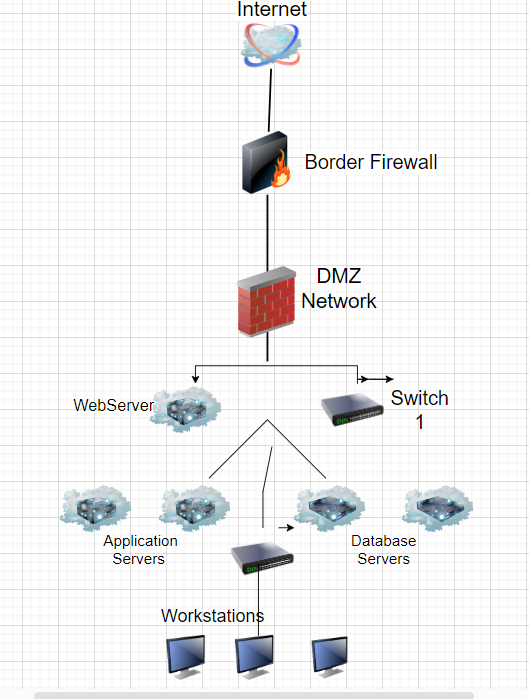 Internet
Border Firewall
DMZ
Network
WebServer
Switch
1
Application
Servers
Database
Servers
Workstations